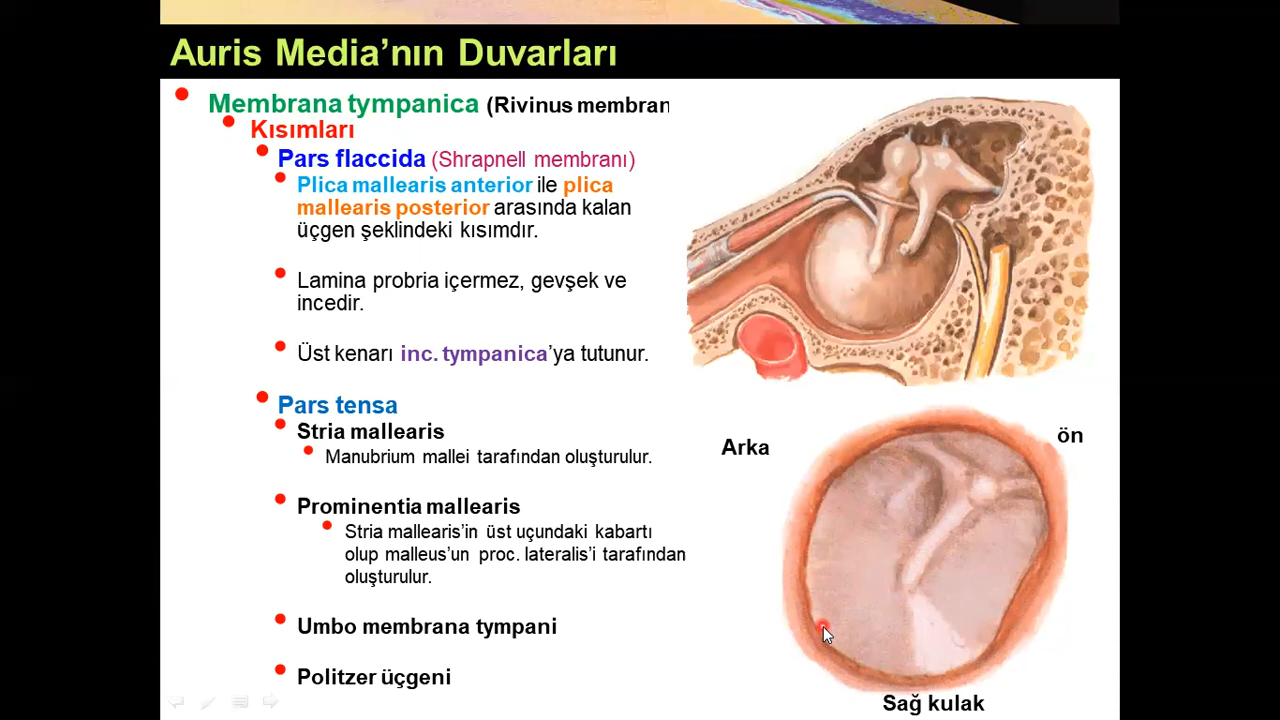 Auris Media’nın Duvarları
Membrana tympanica (Rivinus membran
Kısımları
Pars flaccida (Shrapnell membranı)
Plica mallearis anterior ile plica
mallearis posterior arasında kalan
üçgen şeklindeki kısımdır.
Lamina probria içermez, gevşek ve
incedir.
Üst kenarı inc. tympanica’ya tutunur.
Pars tensa
Stria mallearis
Manubrium mallei tarafından oluşturulur.
Prominentia mallearis
Stria mallearis’in üst uçundaki kabartı
olup malleus’un proc. lateralis’i tarafından
oluşturulur.
Umbo membrana tympani
Politzer üçgeni
Arka
ön
Sağ kulak